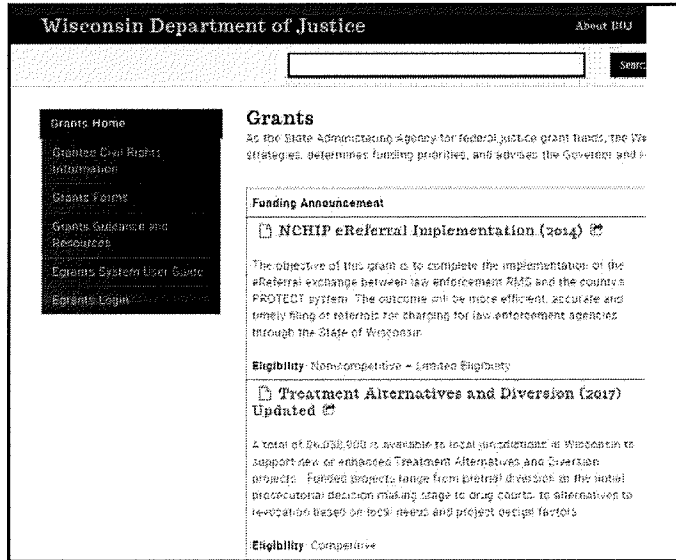 Wisconsin Department of Justice
About DOJ
Grants Home
Grants
Grantee Civil Rights
Information
Grants Forms
Grants Guidance and
Resources
Egrants System User Guide
Egrants Login
As the State Administering Agency for federal justice grant funds, the
strategies, determines funding priorities, and advises the Governor and
Funding Announcement
NCHIP eReferral Implementation (2014)
The objective of this grant is to complete the implementation of the
eReferral exchange between law enforcement RMS and the county's
PROTECT system. The outcome will be more efficient, accurate and
timely filing of referrals for charging for law enforcement agencies
through the State of Wisconsin.
Eligibility: Noncompetitive – Limited Eligibility
Treatment Alternatives and Diversion (2017)
Updated
A total of is available to local jurisdictions in Wisconsin to
support new or enhanced Treatment Alternatives and Diversion
projects. Funded projects range from pretrial diversion at the initial
prosecutorial decision making stage to drug courts, to alternatives to
revocation based on local needs and project design factors.
Eligibility: Competitive